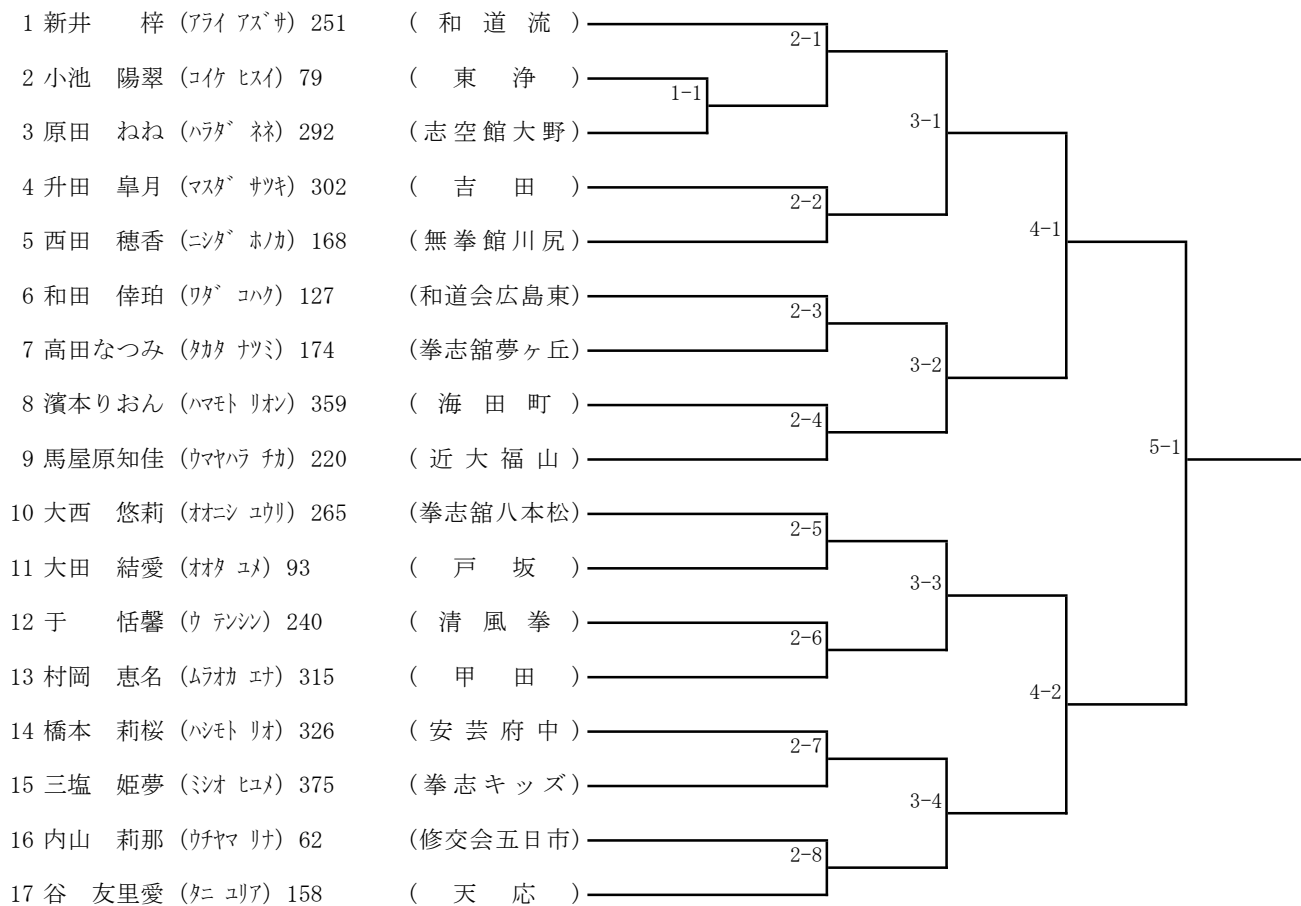 1 新井　　梓 (ｱﾗｲ ｱｽﾞｻ) 251 ( 和 道 流 )
2-1
2 小池　陽翠 (ｺｲｹ ﾋｽｲ) 79 ( 東 浄 )
1-1
3 原田　ねね (ﾊﾗﾀﾞ ﾈﾈ) 292 (志空館大野)
3-1
4 升田　皐月 (ﾏｽﾀﾞ ｻﾂｷ) 302 ( 吉 田 )
2-2
5 西田　穂香 (ﾆｼﾀﾞ ﾎﾉｶ) 168 (無拳館川尻)
4-1
6 和田　倖珀 (ﾜﾀﾞ ｺﾊｸ) 127 (和道会広島東)
2-3
7 高田なつみ (ﾀｶﾀ ﾅﾂﾐ) 174 (拳志舘夢ヶ丘)
3-2
8 濱本りおん (ﾊﾏﾓﾄ ﾘｵﾝ) 359 ( 海 田 町 )
2-4
9 馬屋原知佳 (ｳﾏﾔﾊﾗ ﾁｶ) 220 ( 近 大 福 山 )
5-1
10 大西　悠莉 (ｵｵﾆｼ ﾕｳﾘ) 265 (拳志舘八本松)
2-5
11 大田　結愛 (ｵｵﾀ ﾕﾒ) 93 ( 戸 坂 )
3-3
12 于　　恬馨 (ｳ ﾃﾝｼﾝ) 240 ( 清 風 拳 )
2-6
13 村岡　恵名 (ﾑﾗｵｶ ｴﾅ) 315 ( 甲 田 )
4-2
14 橋本　莉桜 (ﾊｼﾓﾄ ﾘｵ) 326 ( 安 芸 府 中 )
2-7
15 三塩　姫夢 (ﾐｼｵ ﾋﾕﾒ) 375 (拳志キッズ)
3-4
16 内山　莉那 (ｳﾁﾔﾏ ﾘﾅ) 62 (修交会五日市)
2-8
17 谷　友里愛 (ﾀﾆ ﾕﾘｱ) 158 ( 天 応 )